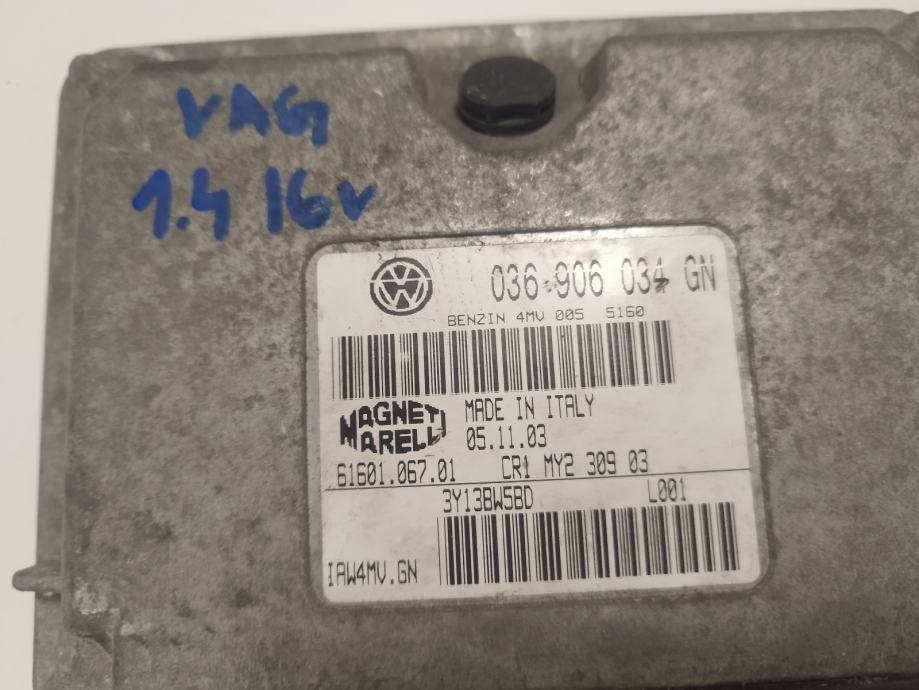 VAG
1.4 16v
036 906 034 GN
BENZIN 4MV 005 5160
MAGNETI MARELLI
MADE IN ITALY
05.11.03
61601.067.01 CR1 MY2 309 03
3Y13BW5BD L001
IAW4MV.GN